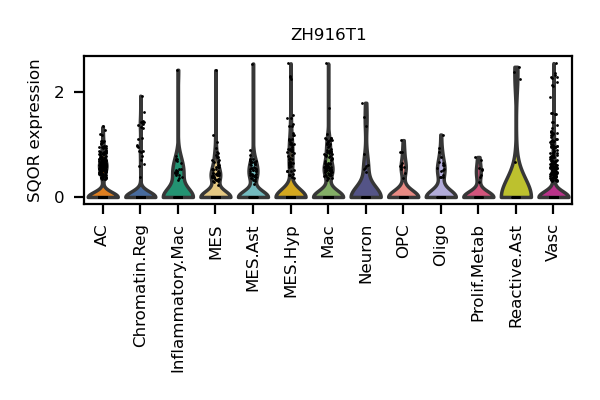 ZH916T1
SQOR expression
2
0
AC
Chromatin.Reg
Inflammatory.Mac
MES
MES.Ast
MES.Hyp
Mac
Neuron
OPC
Oligo
Prolif.Metab
Reactive.Ast
Vasc